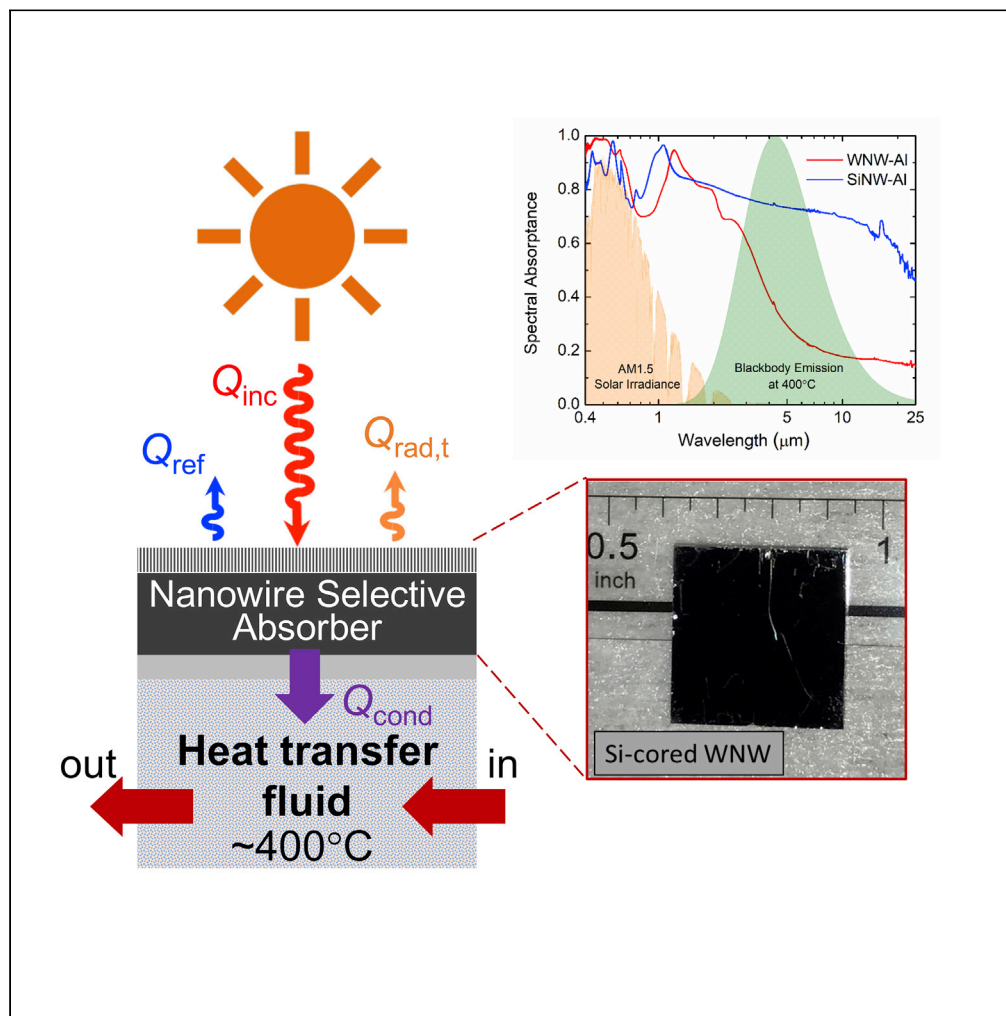 Q_inc
Q_ref
Q_rad,t
Nanowire Selective
Absorber
Q_cond
Heat transfer
fluid
~400°C
out
in
1.0
0.8
0.6
0.4
0.2
0.0
Spectral Absorptance
WNW-Al
SiNW-Al
AM1.5
Solar Irradiance
Blackbody Emission
at 400°C
0.4
1
5
10
25
Wavelength (μm)
0.5
1
inch
Si-cored WNW